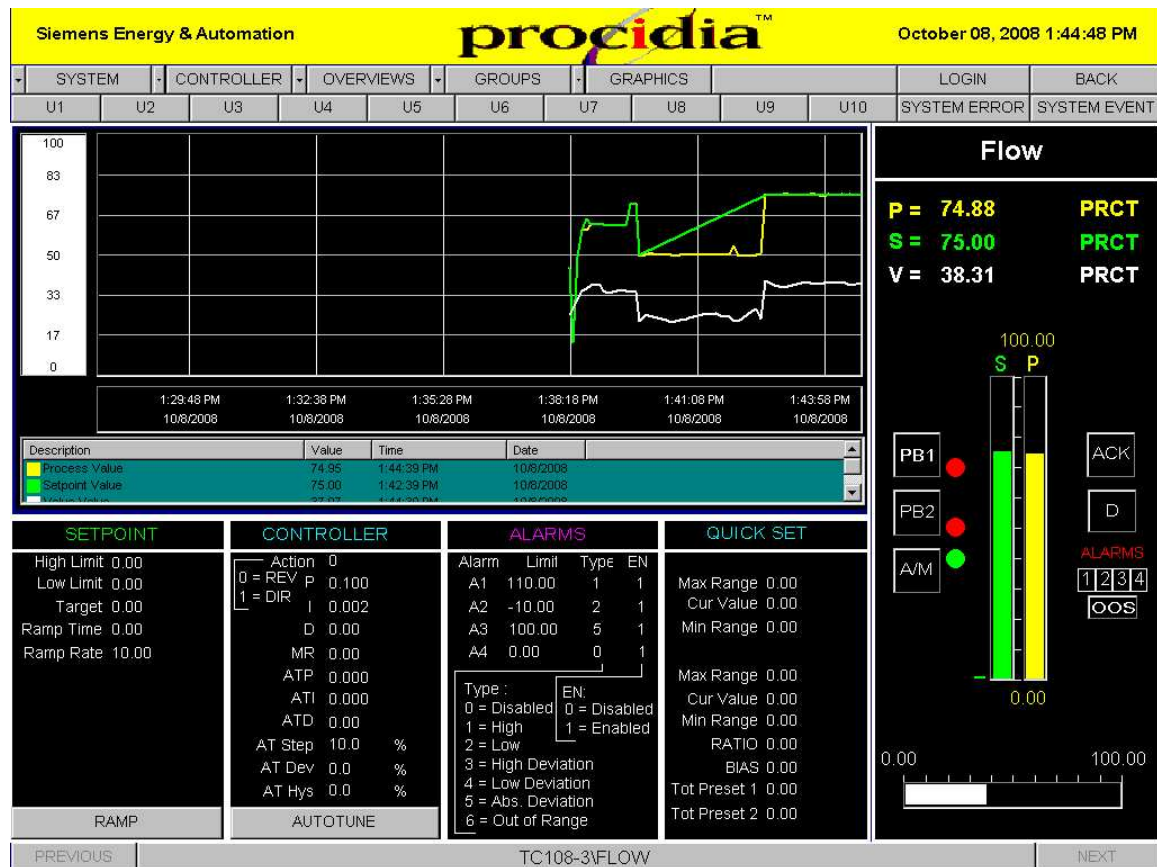 Siemens Energy & Automation
procidia™
October 08, 2008 1:44:48 PM
SYSTEM CONTROLLER OVERVIEWS GROUPS GRAPHICS LOGIN BACK
U1 U2 U3 U4 U5 U6 U7 U8 U9 U10 SYSTEM ERROR SYSTEM EVENT
100
83
67
50
33
17
0
1:29:48 PM 1:32:38 PM 1:35:28 PM 1:38:18 PM 1:41:08 PM 1:43:58 PM
10/8/2008 10/8/2008 10/8/2008 10/8/2008 10/8/2008 10/8/2008
Description Value Time Date
Process Value 74.95 1:44:39 PM 10/8/2008
Setpoint Value 75.00 1:42:39 PM 10/8/2008
Flow
P = 74.88 PRCT
S = 75.00 PRCT
V = 38.31 PRCT
100.00
S P
PB1 ACK
PB2 D
A/M ALARMS
1 2 3 4
OOS
0.00
0.00 100.00
SETPOINT
High Limit 0.00
Low Limit 0.00
Target 0.00
Ramp Time 0.00
Ramp Rate 10.00
RAMP
CONTROLLER
Action 0
0 = REV
1 = DIR
P 0.100
I 0.002
D 0.00
MR 0.00
ATP 0.000
ATI 0.000
ATD 0.00
AT Step 10.0 %
AT Dev 0.0 %
AT Hys 0.0 %
AUTOTUNE
ALARMS
Alarm Limit Type EN
A1 110.00 1 1
A2 -10.00 2 1
A3 100.00 5 1
A4 0.00 0 1
Type :
0 = Disabled
1 = High
2 = Low
3 = High Deviation
4 = Low Deviation
5 = Abs. Deviation
6 = Out of Range
EN:
0 = Disabled
1 = Enabled
QUICK SET
Max Range 0.00
Cur Value 0.00
Min Range 0.00
Max Range 0.00
Cur Value 0.00
Min Range 0.00
RATIO 0.00
BIAS 0.00
Tot Preset 1 0.00
Tot Preset 2 0.00
PREVIOUS TC108-3\FLOW NEXT